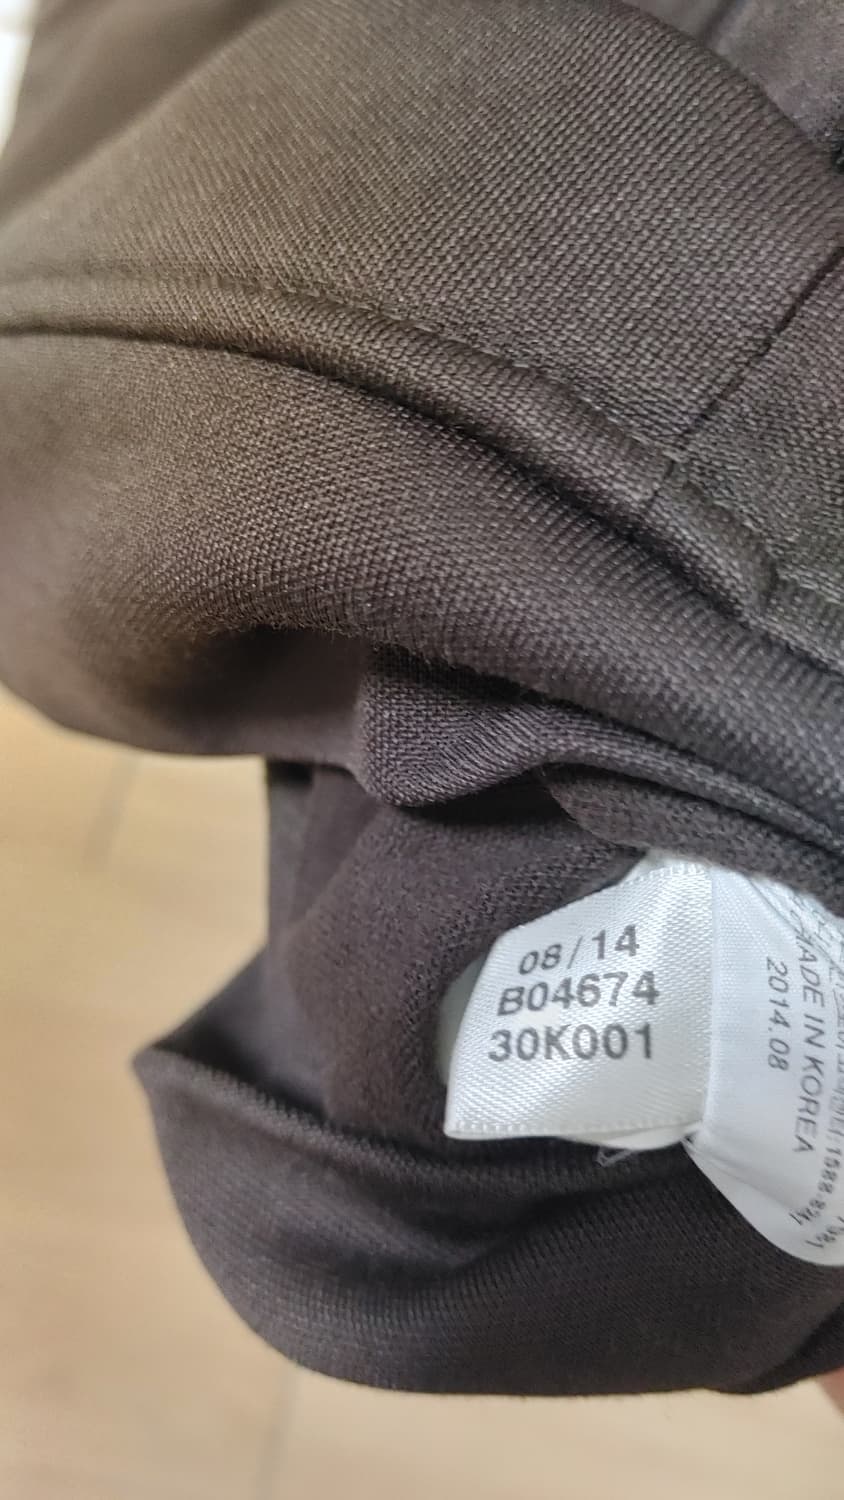 08/14
B04674
30K001
MADE IN KOREA
2014.08